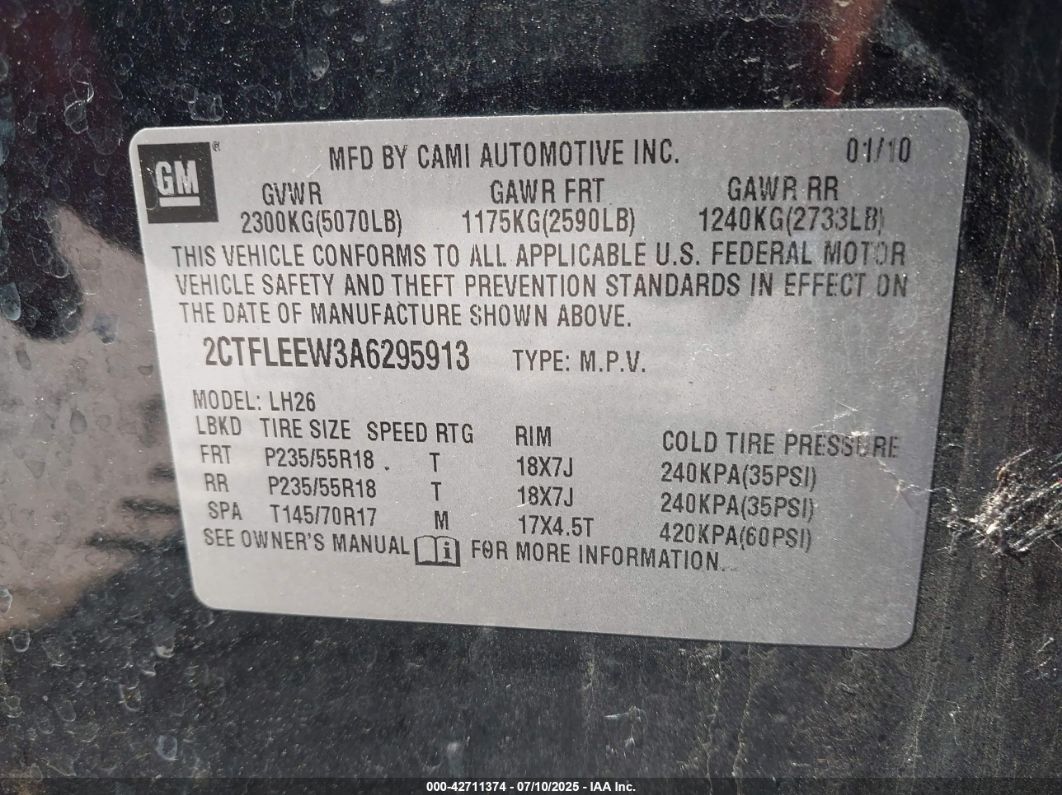 GM®
MFD BY CAMI AUTOMOTIVE INC. 01/10
GVWR GAWR FRT GAWR RR
2300KG(5070LB) 1175KG(2590LB) 1240KG(2733LB)
THIS VEHICLE CONFORMS TO ALL APPLICABLE U.S. FEDERAL MOTOR
VEHICLE SAFETY AND THEFT PREVENTION STANDARDS IN EFFECT ON
THE DATE OF MANUFACTURE SHOWN ABOVE.
2CTFLEEW3A6295913 TYPE: M.P.V.
MODEL: LH26
LBKD TIRE SIZE SPEED RTG RIM COLD TIRE PRESSURE
FRT P235/55R18 T 18X7J 240KPA(35PSI)
RR P235/55R18 T 18X7J 240KPA(35PSI)
SPA T145/70R17 M 17X4.5T 420KPA(60PSI)
SEE OWNER'S MANUAL i FOR MORE INFORMATION.
000-42711374 - 07/10/2025 - IAA Inc.